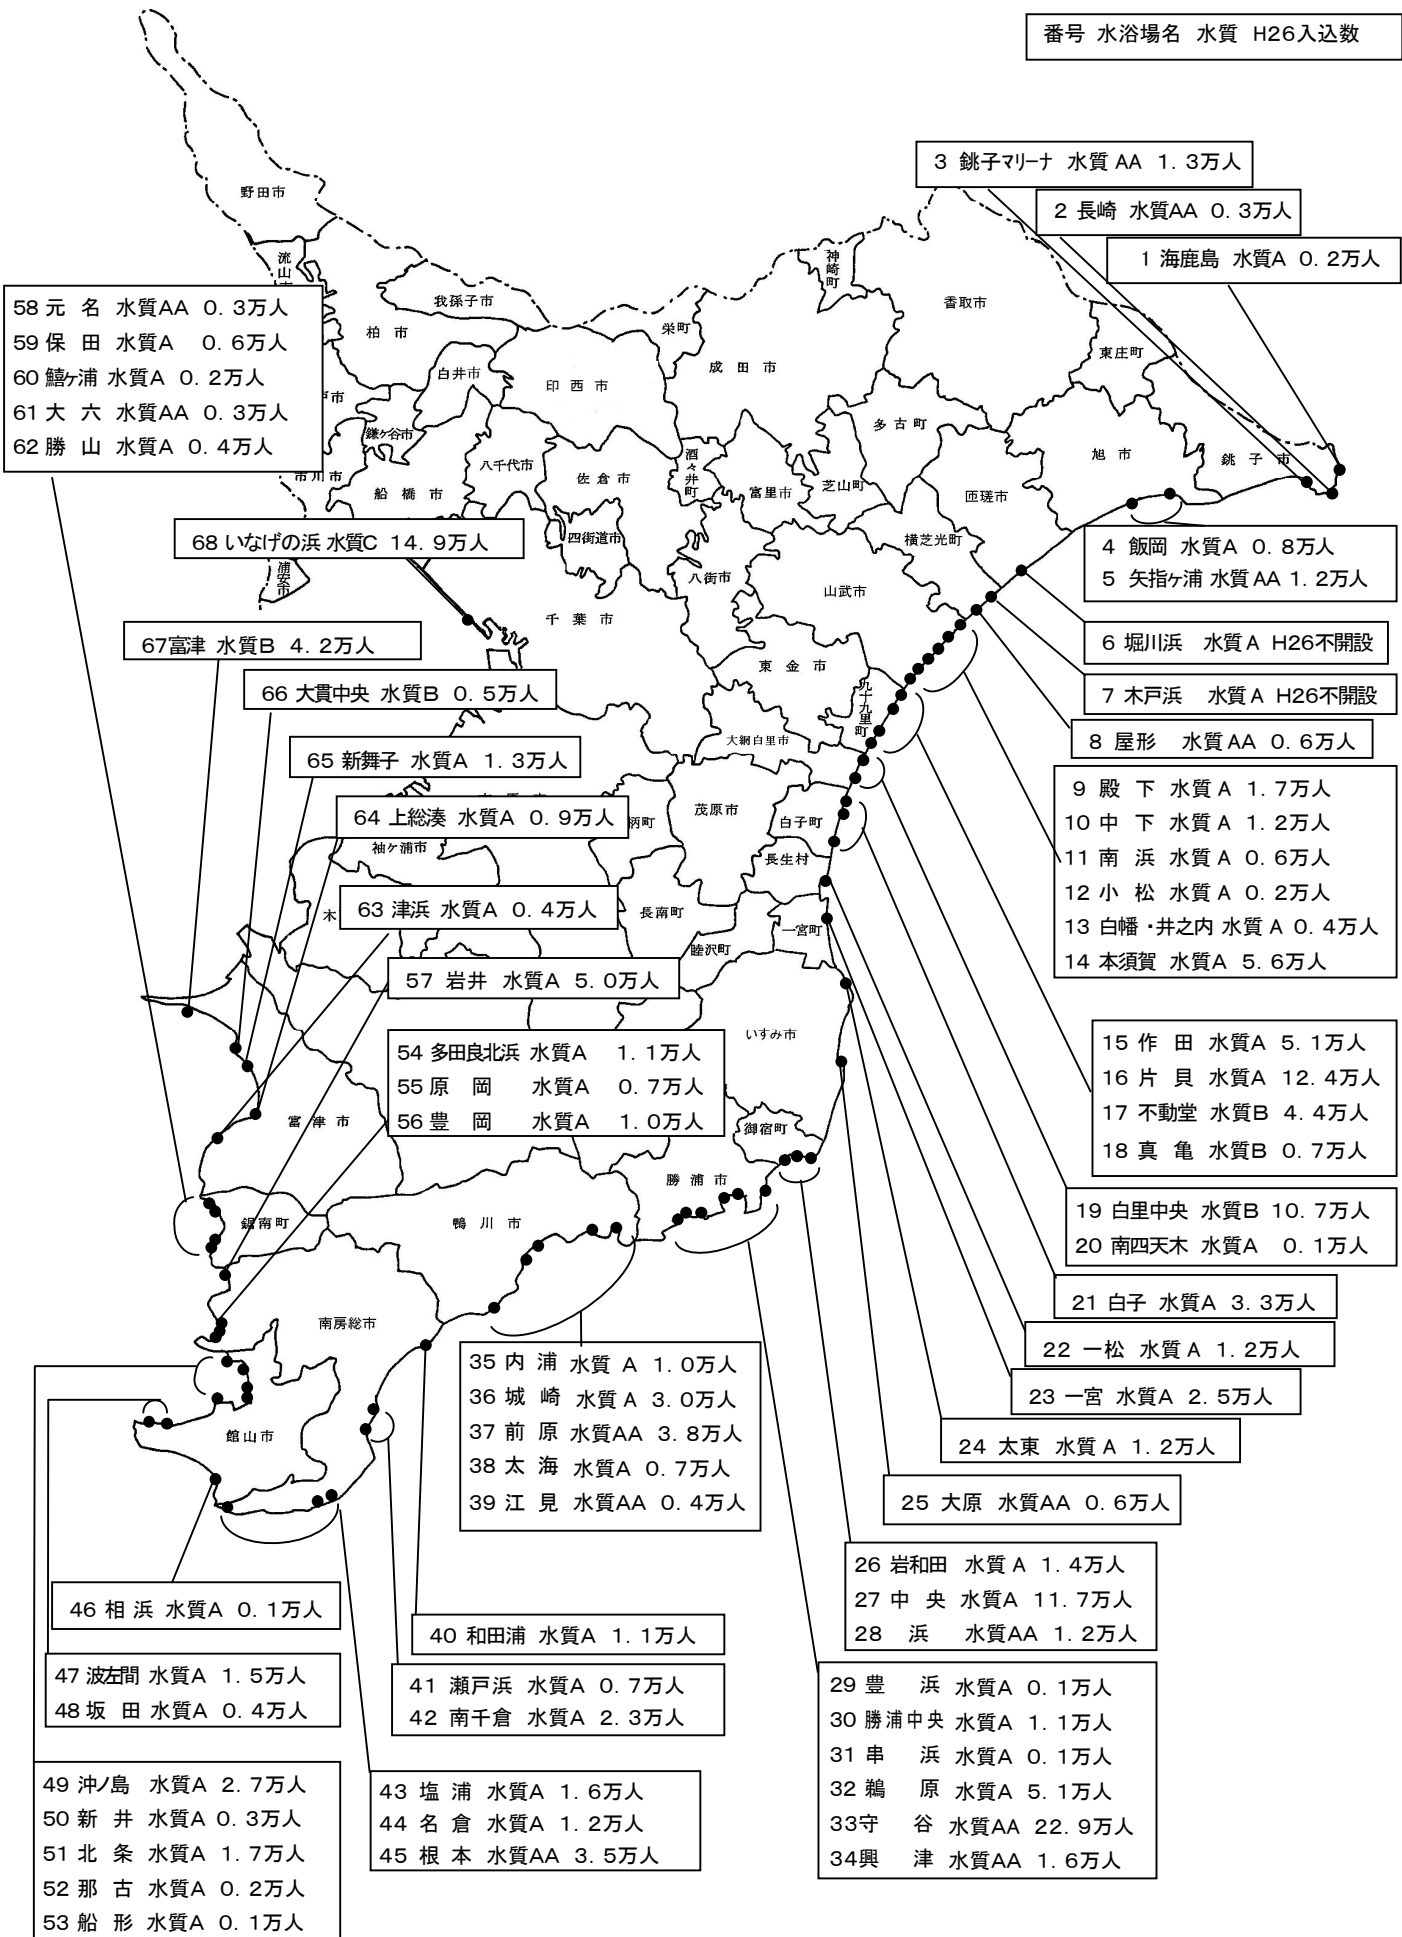 番号 水浴場名 水質 H26入込数
3 銚子マリーナ 水質 AA 1.3万人
2 長崎 水質AA 0.3万人
1 海鹿島 水質A 0.2万人
野田市
流山市
我孫子市
柏市
白井市
印西市
栄町
成田市
神崎町
香取市
東庄町
58 元名 水質AA 0.3万人
59 保田 水質A 0.6万人
60 鱚ヶ浦 水質A 0.2万人
61 大六 水質AA 0.3万人
62 勝山 水質A 0.4万人
戸市
鎌ケ谷市
市川市
船橋市
八千代市
佐倉市
酒々井町
富里市
芝山町
多古町
匝瑳市
旭市
銚子市
68 いなげの浜 水質C 14.9万人
浦安市
四街道市
八街市
横芝光町
山武市
千葉市
東金市
九十九里町
大網白里市
4 飯岡 水質A 0.8万人
5 矢指ヶ浦 水質AA 1.2万人
6 堀川浜 水質A H26不開設
7 木戸浜 水質A H26不開設
8 屋形 水質AA 0.6万人
67富津 水質B 4.2万人
66 大貫中央 水質B 0.5万人
65 新舞子 水質A 1.3万人
64 上総湊 水質A 0.9万人
柄町
茂原市
白子町
袖ケ浦市
長生村
63 津浜 水質A 0.4万人
木
長南町
一宮町
睦沢町
57 岩井 水質A 5.0万人
いすみ市
9 殿下 水質A 1.7万人
10 中下 水質A 1.2万人
11 南浜 水質A 0.6万人
12 小松 水質A 0.2万人
13 白幡・井之内 水質A 0.4万人
14 本須賀 水質A 5.6万人
54 多田良北浜 水質A 1.1万人
55 原岡 水質A 0.7万人
56 豊岡 水質A 1.0万人
15 作田 水質A 5.1万人
16 片貝 水質A 12.4万人
17 不動堂 水質B 4.4万人
18 真亀 水質B 0.7万人
富津市
御宿町
勝浦市
鋸南町
鴨川市
19 白里中央 水質B 10.7万人
20 南四天木 水質A 0.1万人
21 白子 水質A 3.3万人
22 一松 水質A 1.2万人
23 一宮 水質A 2.5万人
24 太東 水質A 1.2万人
25 大原 水質AA 0.6万人
南房総市
館山市
35 内浦 水質A 1.0万人
36 城崎 水質A 3.0万人
37 前原 水質AA 3.8万人
38 太海 水質A 0.7万人
39 江見 水質AA 0.4万人
26 岩和田 水質A 1.4万人
27 中央 水質A 11.7万人
28 浜 水質AA 1.2万人
46 相浜 水質A 0.1万人
40 和田浦 水質A 1.1万人
47 波左間 水質A 1.5万人
48 坂田 水質A 0.4万人
41 瀬戸浜 水質A 0.7万人
42 南千倉 水質A 2.3万人
29 豊浜 水質A 0.1万人
30 勝浦中央 水質A 1.1万人
31 串浜 水質A 0.1万人
32 鵜原 水質A 5.1万人
33守谷 水質AA 22.9万人
34興津 水質AA 1.6万人
49 沖ノ島 水質A 2.7万人
50 新井 水質A 0.3万人
51 北条 水質A 1.7万人
52 那古 水質A 0.2万人
53 船形 水質A 0.1万人
43 塩浦 水質A 1.6万人
44 名倉 水質A 1.2万人
45 根本 水質AA 3.5万人